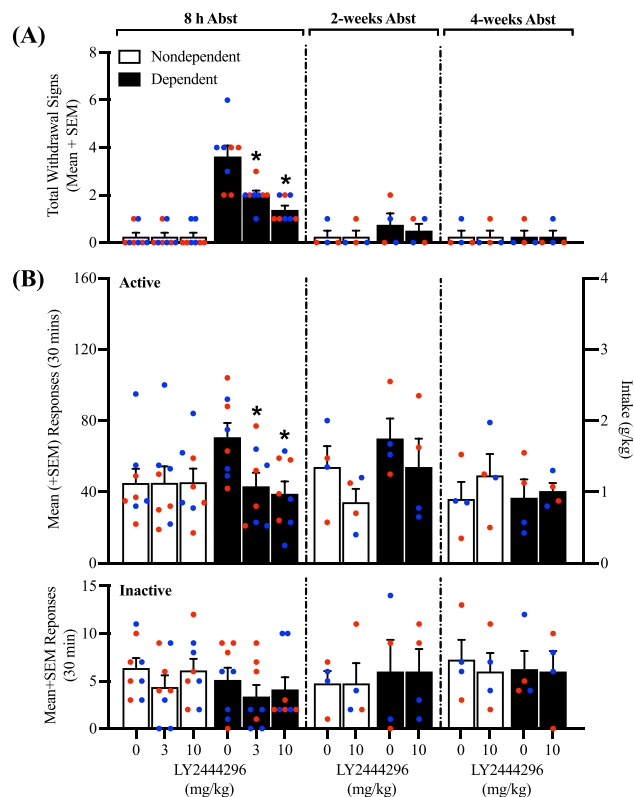 8 h Abst 2-weeks Abst 4-weeks Abst
(A)
Nondependent
Dependent
Total Withdrawal Signs
(Mean + SEM)
8
6
4
2
0
* *
(B)
Active
Mean (+SEM) Responses (30 mins)
160
120
80
40
0
* *
Intake (g/kg)
4
3
2
1
0
Inactive
Mean+SEM Reponses
(30 min)
15
10
5
0
0 3 10 0 3 10 0 10 0 10 0 10 0 10
LY2444296 LY2444296 LY2444296
(mg/kg) (mg/kg) (mg/kg)